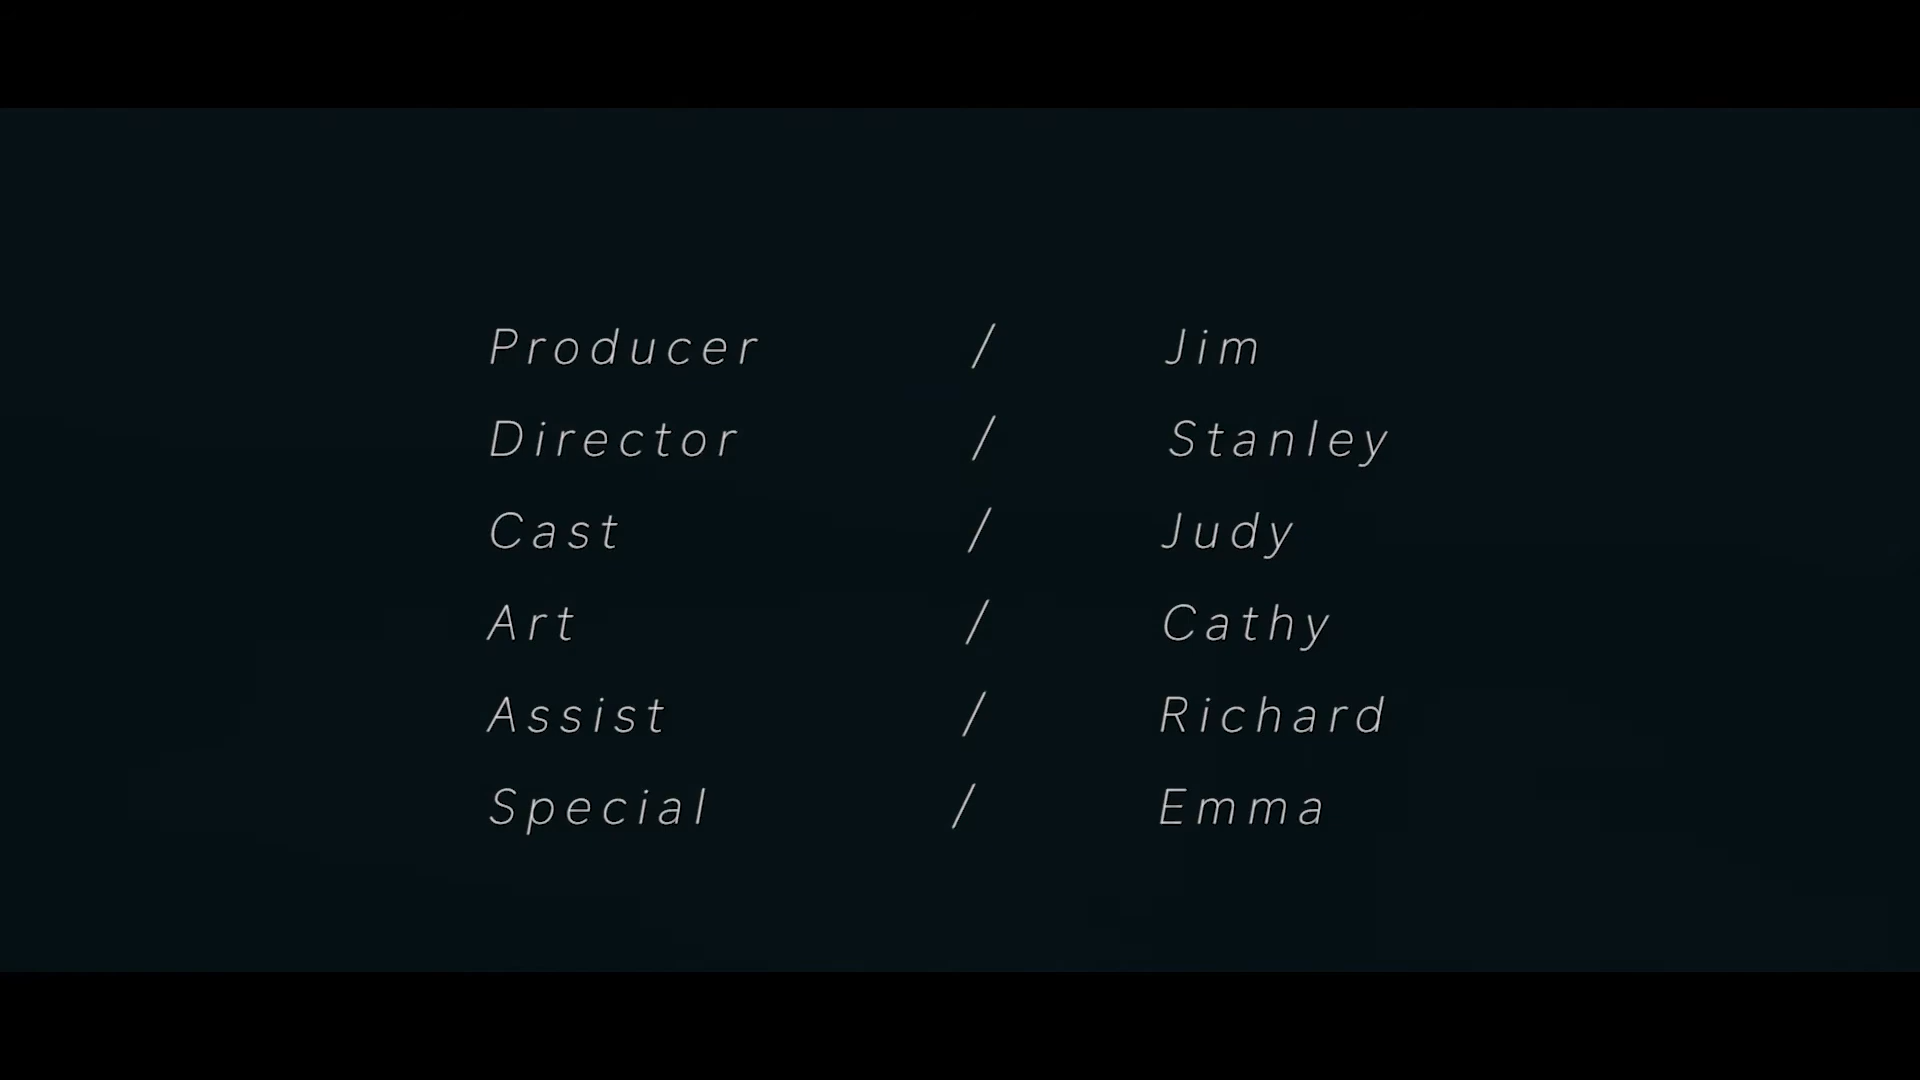 Producer / Jim
Director / Stanley
Cast / Judy
Art / Cathy
Assist / Richard
Special / Emma